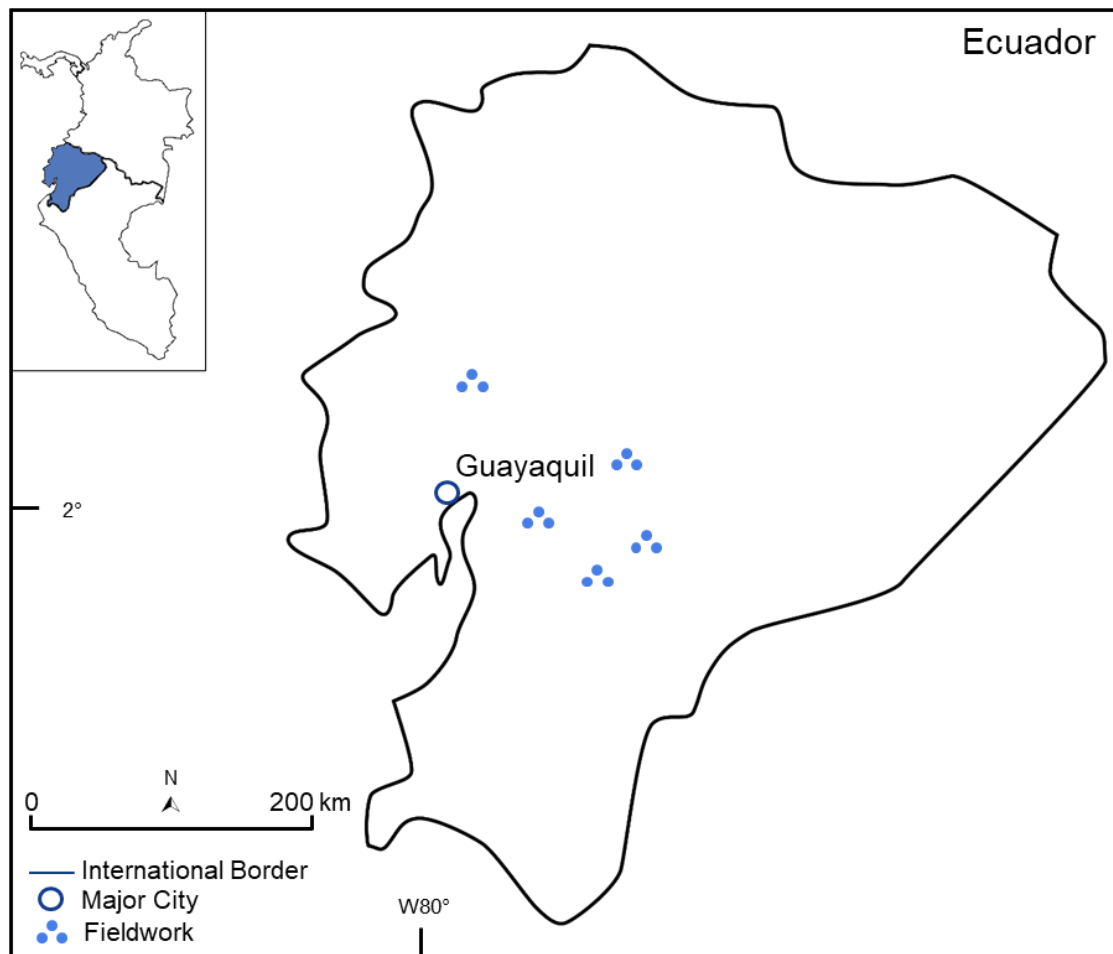 Ecuador
Guayaquil
2°
N
0 200 km
International Border
Major City
Fieldwork
W80°